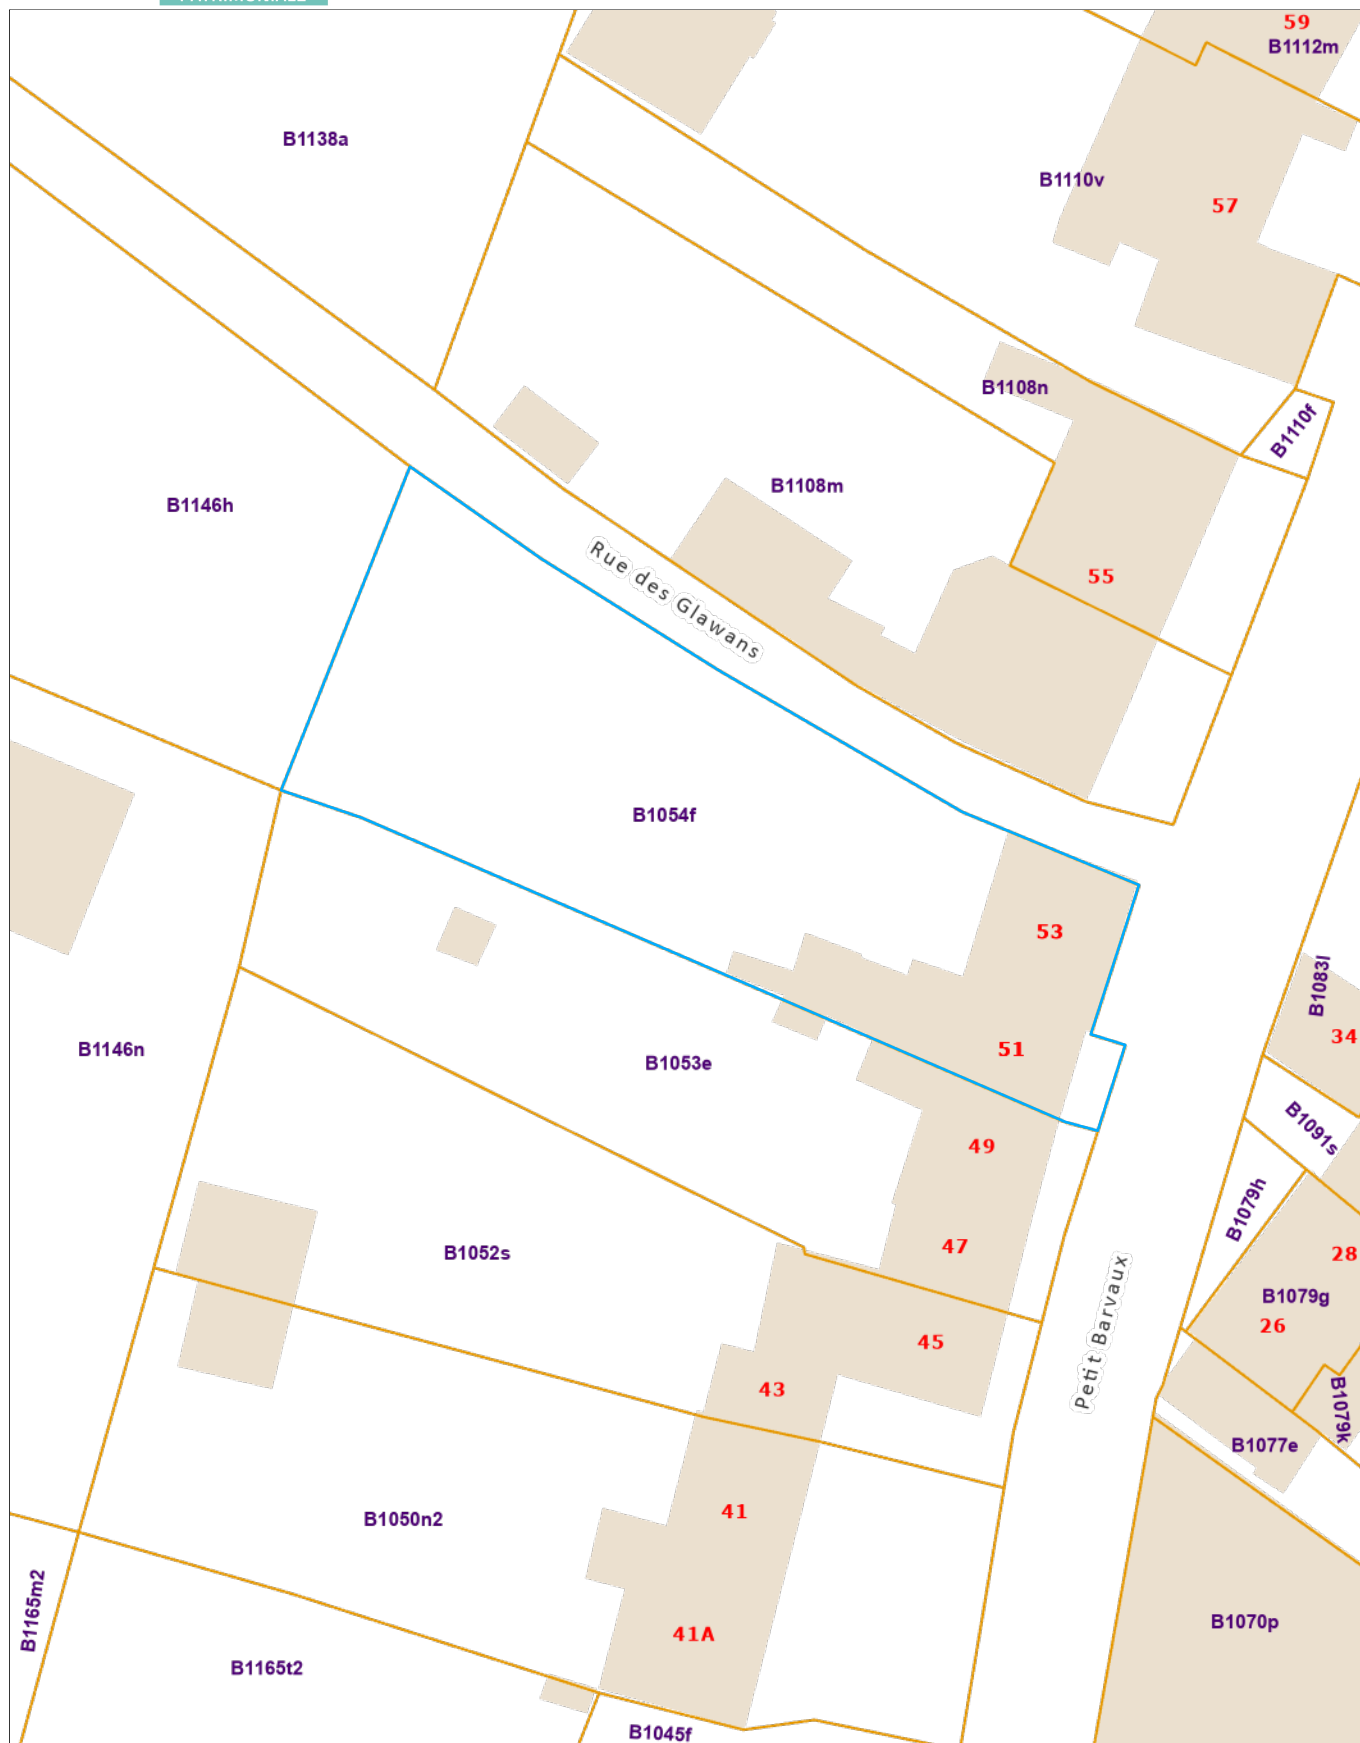 59
B1112m
B1138a
B1110v
57
B1108n
B1110f
B1108m
B1146h
Rue des Glawans
55
B1054f
53
B1083l
34
51
B1146n
B1053e
B1091s
49
B1079h
47
28
B1052s
B1079g
26
45
Petit Barvaux
43
B1079k
B1077e
41
B1050n2
B1165m2
41A
B1070p
B1165t2
B1045f